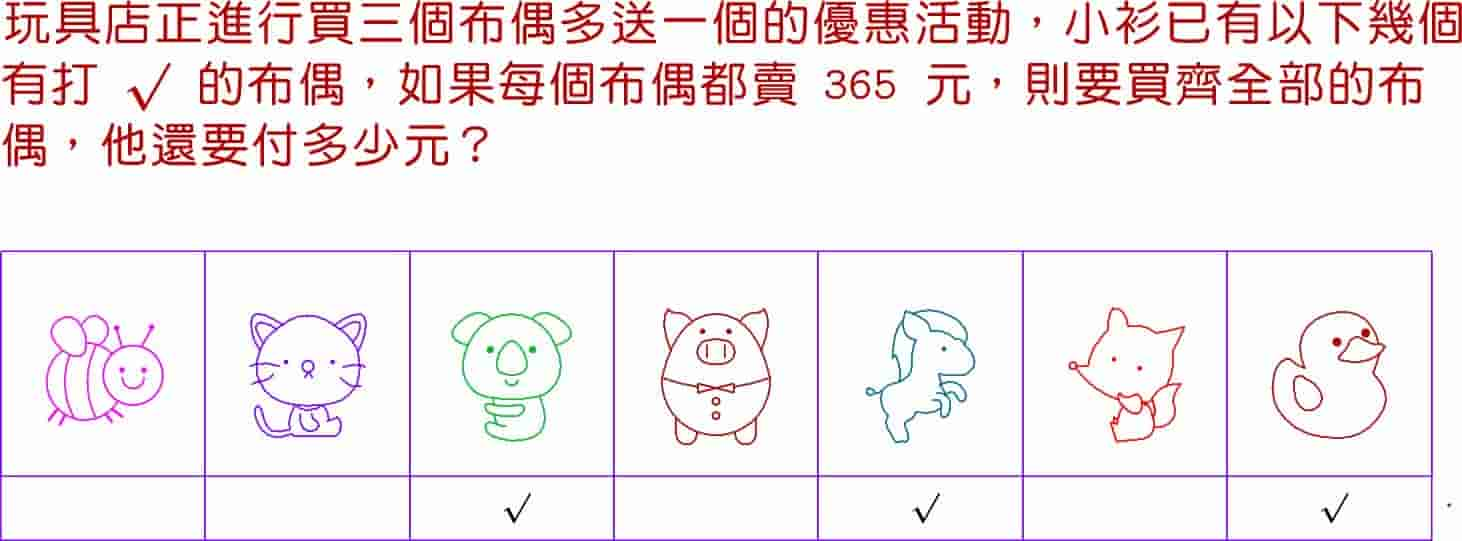 玩具店正進行買三個布偶多送一個的優惠活動，小衫已有以下幾個
有打 √ 的布偶，如果每個布偶都賣 365 元，則要買齊全部的布
偶，他還要付多少元？
√ √ √